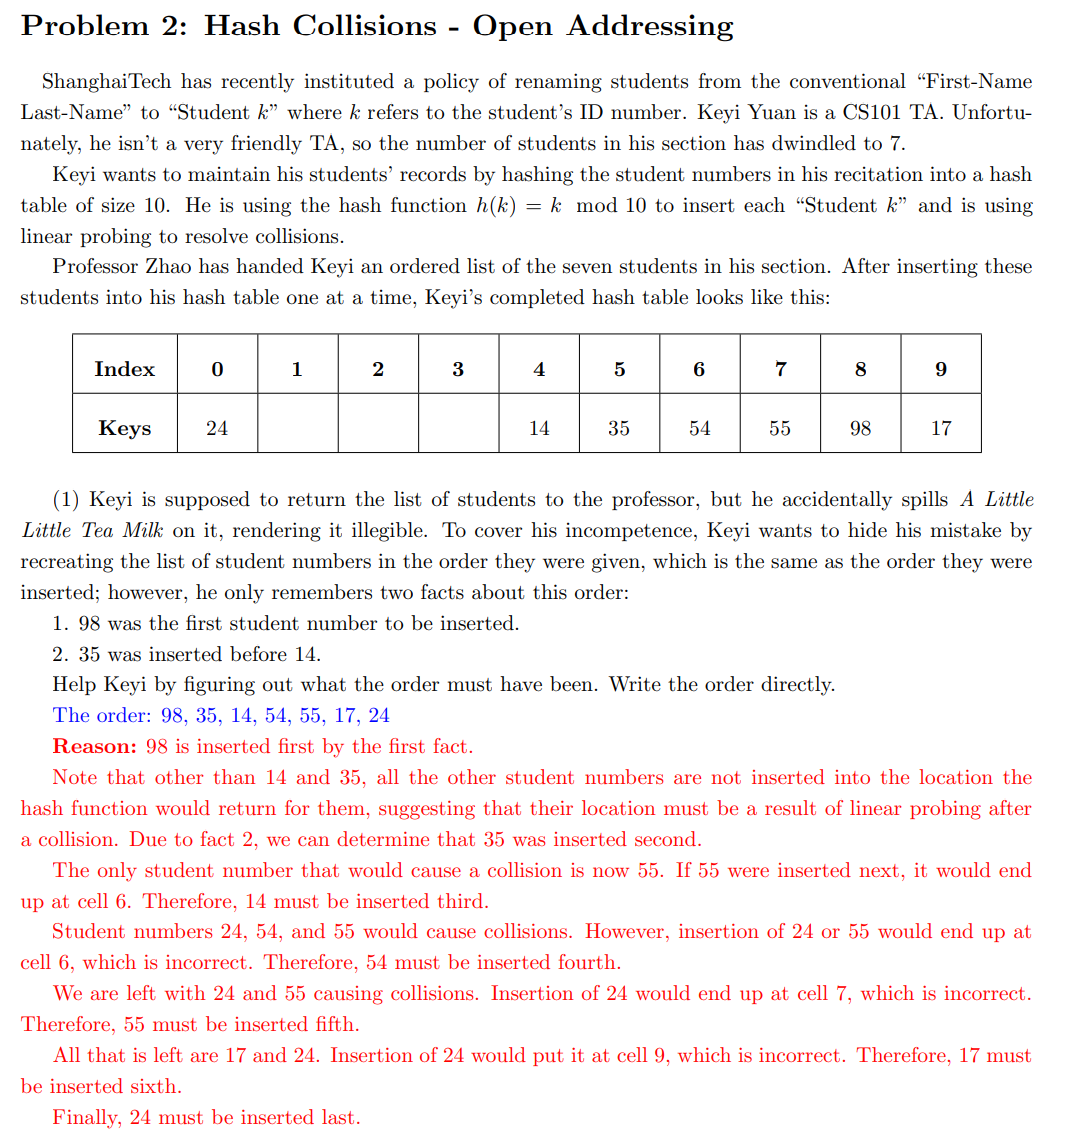 Problem 2: Hash Collisions - Open Addressing
ShanghaiTech has recently instituted a policy of renaming students from the conventional “First-Name
Last-Name” to “Student k” where k refers to the student’s ID number. Keyi Yuan is a CS101 TA. Unfortu-
nately, he isn’t a very friendly TA, so the number of students in his section has dwindled to 7.
Keyi wants to maintain his students’ records by hashing the student numbers in his recitation into a hash
table of size 10. He is using the hash function h(k) = k mod 10 to insert each “Student k” and is using
linear probing to resolve collisions.
Professor Zhao has handed Keyi an ordered list of the seven students in his section. After inserting these
students into his hash table one at a time, Keyi’s completed hash table looks like this:
Index 0 1 2 3 4 5 6 7 8 9
Keys 24 14 35 54 55 98 17
(1) Keyi is supposed to return the list of students to the professor, but he accidentally spills A Little
Little Tea Milk on it, rendering it illegible. To cover his incompetence, Keyi wants to hide his mistake by
recreating the list of student numbers in the order they were given, which is the same as the order they were
inserted; however, he only remembers two facts about this order:
1. 98 was the first student number to be inserted.
2. 35 was inserted before 14.
Help Keyi by figuring out what the order must have been. Write the order directly.
The order: 98, 35, 14, 54, 55, 17, 24
Reason: 98 is inserted first by the first fact.
Note that other than 14 and 35, all the other student numbers are not inserted into the location the
hash function would return for them, suggesting that their location must be a result of linear probing after
a collision. Due to fact 2, we can determine that 35 was inserted second.
The only student number that would cause a collision is now 55. If 55 were inserted next, it would end
up at cell 6. Therefore, 14 must be inserted third.
Student numbers 24, 54, and 55 would cause collisions. However, insertion of 24 or 55 would end up at
cell 6, which is incorrect. Therefore, 54 must be inserted fourth.
We are left with 24 and 55 causing collisions. Insertion of 24 would end up at cell 7, which is incorrect.
Therefore, 55 must be inserted fifth.
All that is left are 17 and 24. Insertion of 24 would put it at cell 9, which is incorrect. Therefore, 17 must
be inserted sixth.
Finally, 24 must be inserted last.